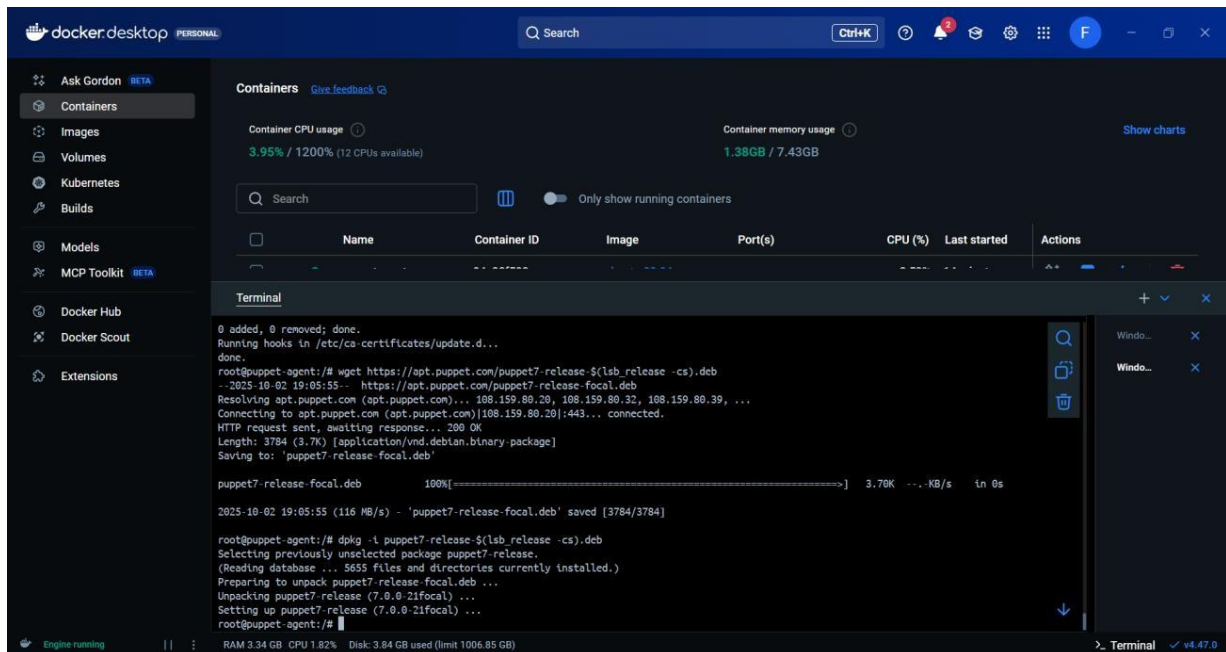 docker.desktop PERSONAL
Search
Ctrl+K
2
F
Ask Gordon BETA
Containers
Images
Volumes
Kubernetes
Builds
Models
MCP Toolkit BETA
Docker Hub
Docker Scout
Extensions
Containers Give feedback
Container CPU usage
3.95% / 1200% (12 CPUs available)
Container memory usage
1.38GB / 7.43GB
Show charts
Search
Only show running containers
Name Container ID Image Port(s) CPU (%) Last started Actions
Terminal
0 added, 0 removed; done.
Running hooks in /etc/ca-certificates/update.d...
done.
root@puppet-agent:/# wget https://apt.puppet.com/puppet7-release-$(lsb_release -cs).deb
--2025-10-02 19:05:55-- https://apt.puppet.com/puppet7-release-focal.deb
Resolving apt.puppet.com (apt.puppet.com)... 108.159.80.20, 108.159.80.32, 108.159.80.39, ...
Connecting to apt.puppet.com (apt.puppet.com)|108.159.80.20|:443... connected.
HTTP request sent, awaiting response... 200 OK
Length: 3784 (3.7K) [application/vnd.debian.binary-package]
Saving to: 'puppet7-release-focal.deb'
puppet7-release-focal.deb 100%[=====================================================================>] 3.70K --.-KB/s in 0s
2025-10-02 19:05:55 (116 MB/s) - 'puppet7-release-focal.deb' saved [3784/3784]
root@puppet-agent:/# dpkg -i puppet7-release-$(lsb_release -cs).deb
Selecting previously unselected package puppet7-release.
(Reading database ... 5655 files and directories currently installed.)
Preparing to unpack puppet7-release-focal.deb ...
Unpacking puppet7-release (7.0.0-21focal) ...
Setting up puppet7-release (7.0.0-21focal) ...
root@puppet-agent:/#
Windo...
Windo...
Engine running
RAM 3.34 GB CPU 1.82% Disk: 3.84 GB used (limit 1006.85 GB)
>_ Terminal
v4.47.0